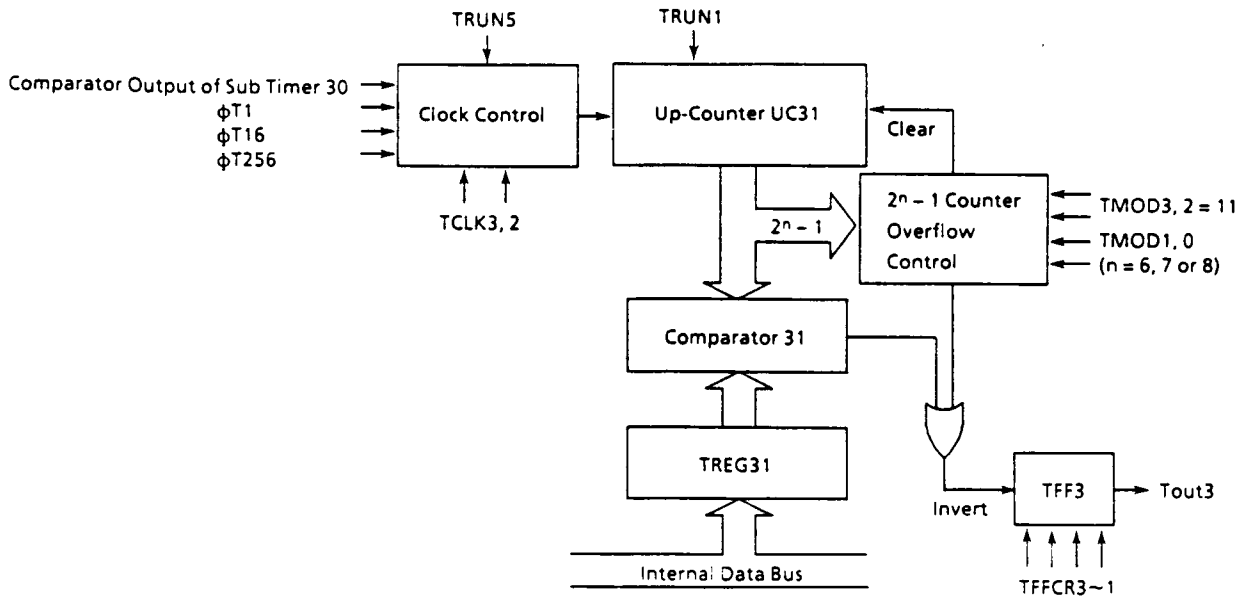 TRUN5
TRUN1
Comparator Output of Sub Timer 30
φT1
φT16
φT256
Clock Control
Up-Counter UC31
Clear
TCLK3, 2
2ⁿ – 1
2ⁿ – 1 Counter
Overflow
Control
TMOD3, 2 = 11
TMOD1, 0
(n = 6, 7 or 8)
Comparator 31
TREG31
Invert
TFF3
Tout3
Internal Data Bus
TFFCR3~1